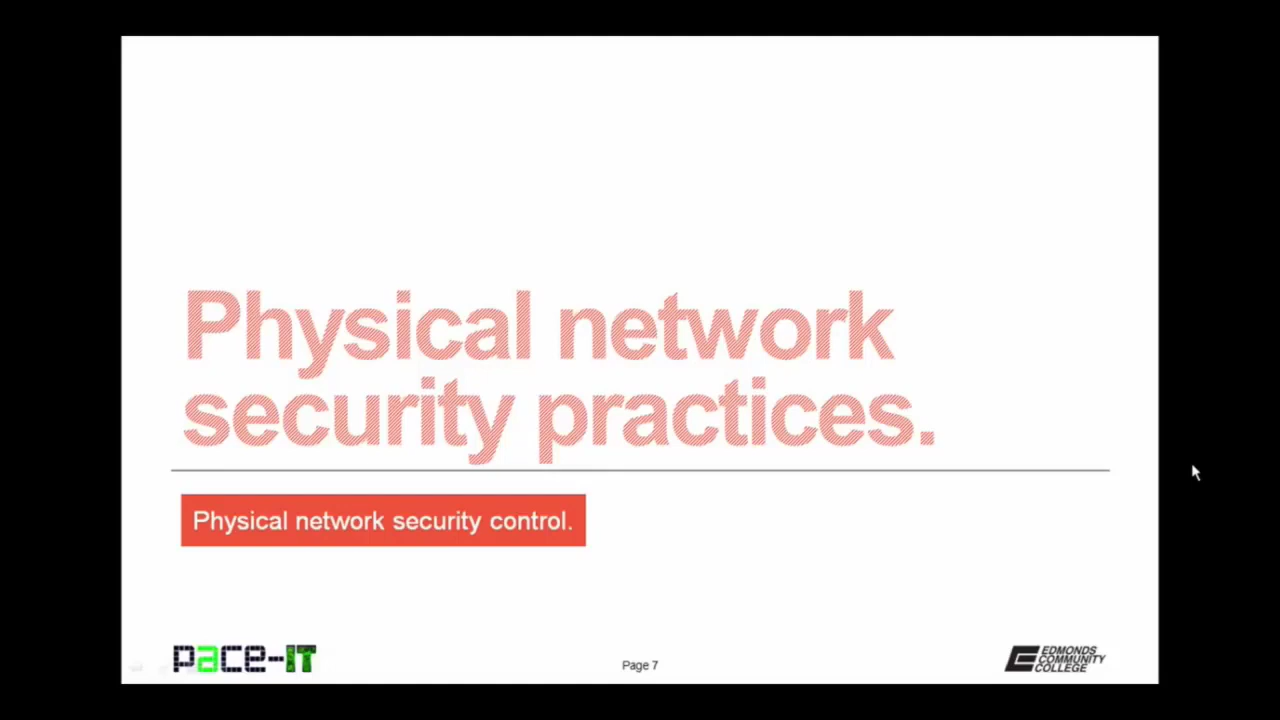 Physical network
security practices.
Physical network security control.
pace-IT
Page 7
EDMONDS
COMMUNITY
COLLEGE